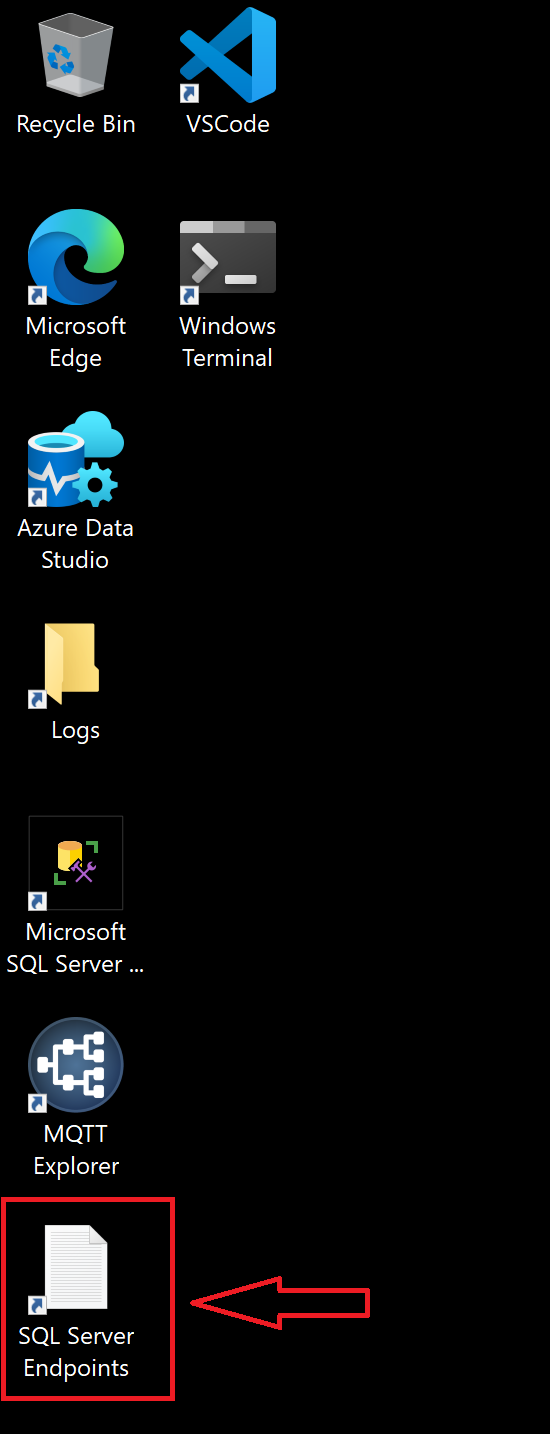 Recycle Bin
VSCode
Microsoft
Edge
Windows
Terminal
Azure Data
Studio
Logs
Microsoft
SQL Server ...
MQTT
Explorer
SQL Server
Endpoints